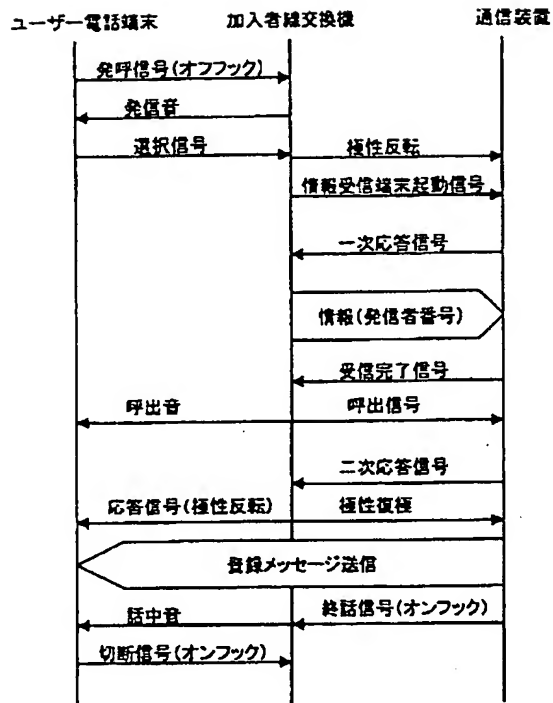 ユーザー電話端末 加入者線交換機 通信装置
発呼信号(オフフック)
発信音
選択信号 極性反転
情報受信端末起動信号
一次応答信号
情報(発信者番号)
受信完了信号
呼出音 呼出信号
二次応答信号
応答信号(極性反転) 極性復極
登録メッセージ送信
話中音 終話信号(オンフック)
切断信号(オンフック)